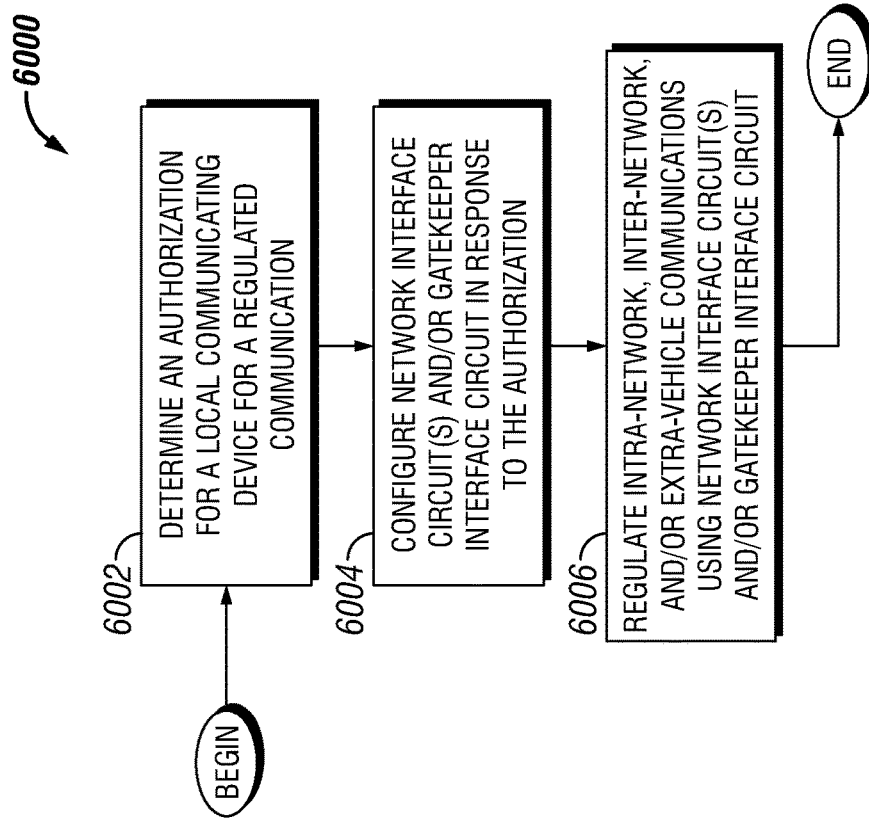 6000
BEGIN
6002
DETERMINE AN AUTHORIZATION
FOR A LOCAL COMMUNICATING
DEVICE FOR A REGULATED
COMMUNICATION
6004
CONFIGURE NETWORK INTERFACE
CIRCUIT(S) AND/OR GATEKEEPER
INTERFACE CIRCUIT IN RESPONSE
TO THE AUTHORIZATION
6006
REGULATE INTRA-NETWORK, INTER-NETWORK,
AND/OR EXTRA-VEHICLE COMMUNICATIONS
USING NETWORK INTERFACE CIRCUIT(S)
AND/OR GATEKEEPER INTERFACE CIRCUIT
END